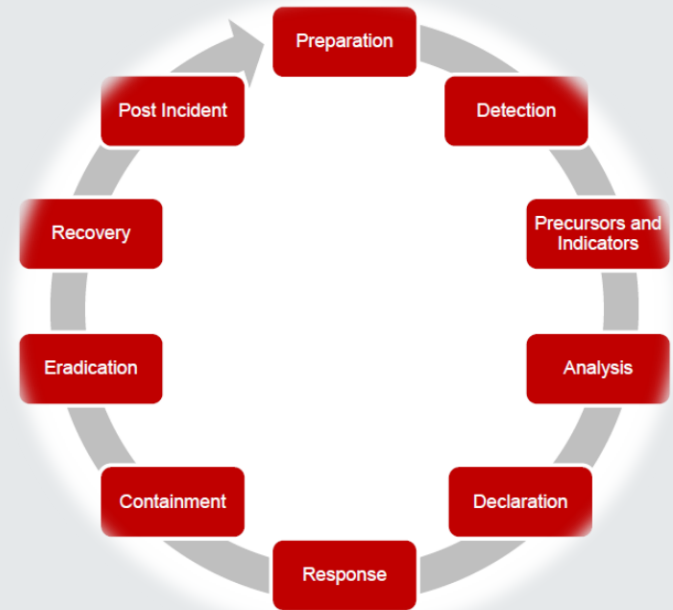 Preparation
Detection
Precursors and
Indicators
Analysis
Declaration
Response
Containment
Eradication
Recovery
Post Incident